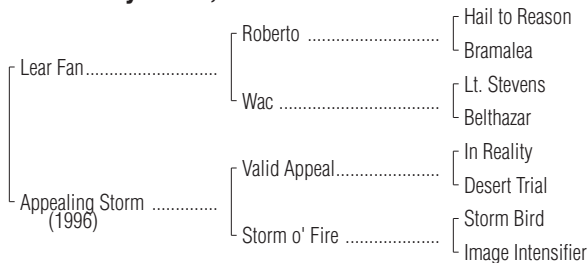 Hail to Reason
Roberto ..............................
Bramalea
Lear Fan..............................
Lt. Stevens
Wac ....................................
Belthazar
In Reality
Valid Appeal.......................
Desert Trial
Appealing Storm ...............
(1996)
Storm Bird
Storm o' Fire .....................
Image Intensifier